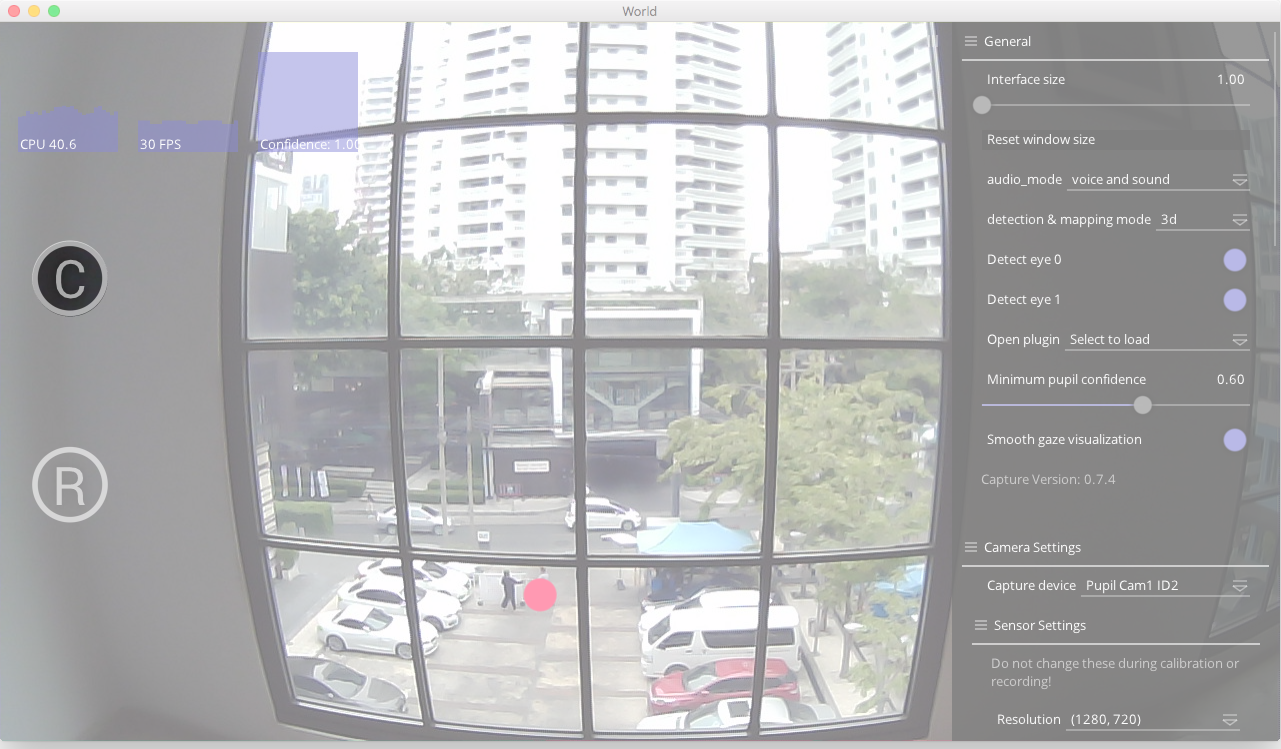 World
CPU 40.6
30 FPS
Confidence: 1.00
C
R
General
Interface size 1.00
Reset window size
audio_mode voice and sound
detection & mapping mode 3d
Detect eye 0
Detect eye 1
Open plugin Select to load
Minimum pupil confidence 0.60
Smooth gaze visualization
Capture Version: 0.7.4
Camera Settings
Capture device Pupil Cam1 ID2
Sensor Settings
Do not change these during calibration or
recording!
Resolution (1280, 720)